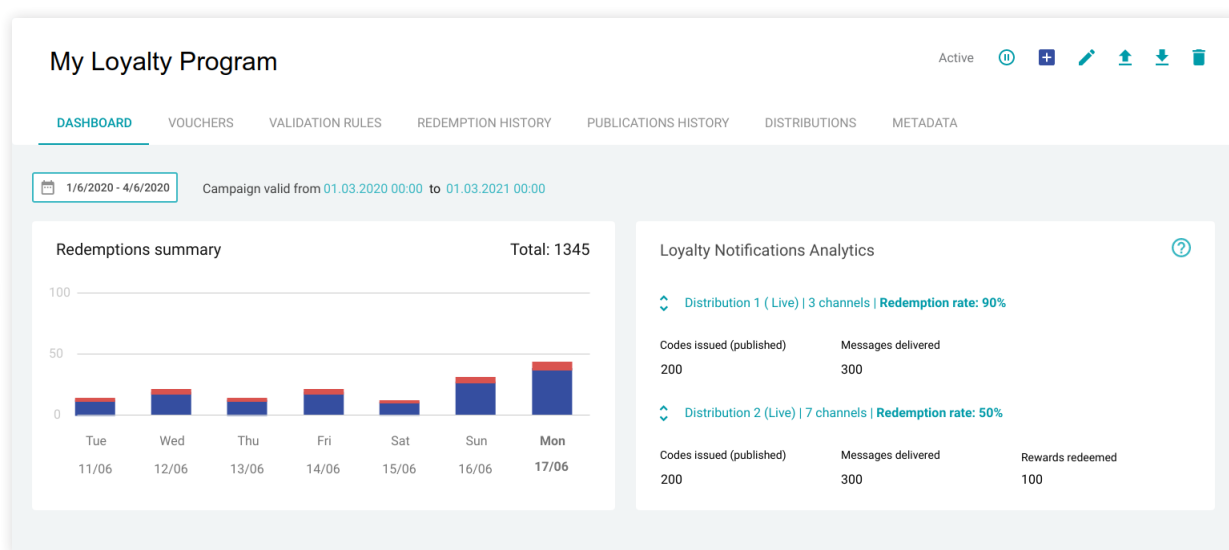 My Loyalty Program
Active
DASHBOARD VOUCHERS VALIDATION RULES REDEMPTION HISTORY PUBLICATIONS HISTORY DISTRIBUTIONS METADATA
1/6/2020 - 4/6/2020 Campaign valid from 01.03.2020 00:00 to 01.03.2021 00:00
Redemptions summary Total: 1345
100
50
0
Tue Wed Thu Fri Sat Sun Mon
11/06 12/06 13/06 14/06 15/06 16/06 17/06
Loyalty Notifications Analytics
Distribution 1 ( Live) | 3 channels | Redemption rate: 90%
Codes issued (published) Messages delivered
200 300
Distribution 2 (Live) | 7 channels | Redemption rate: 50%
Codes issued (published) Messages delivered Rewards redeemed
200 300 100